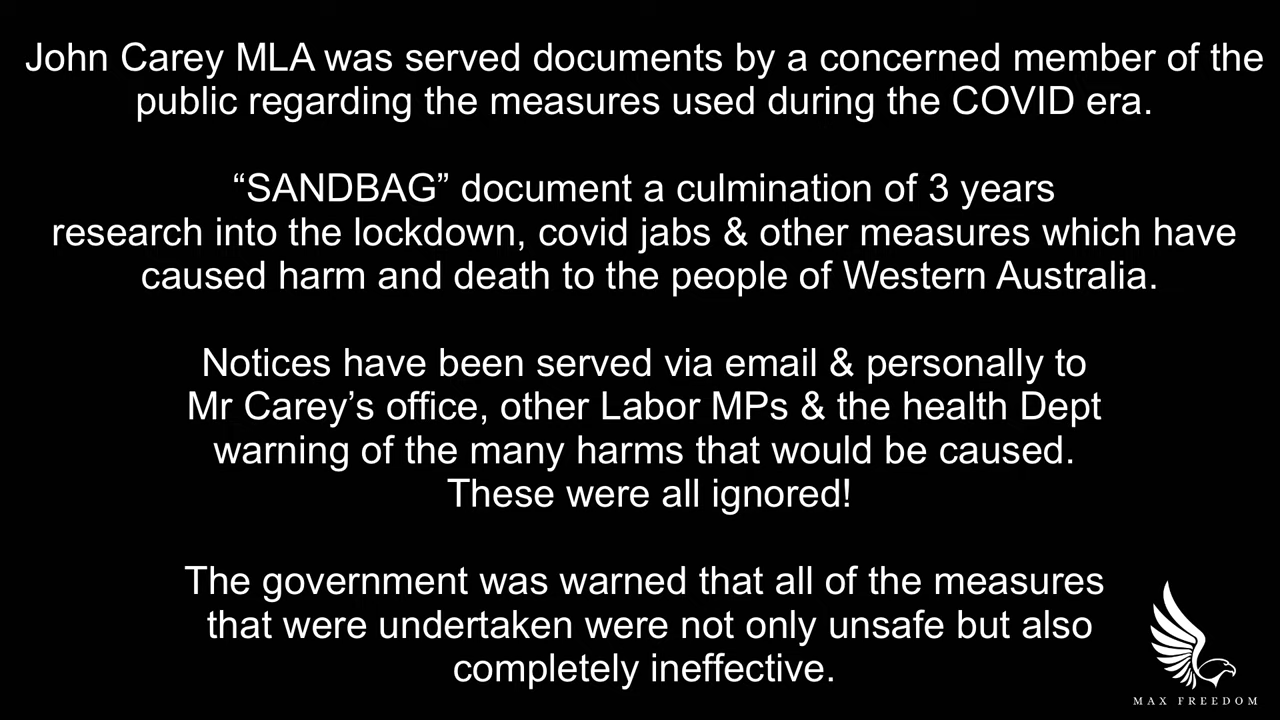 John Carey MLA was served documents by a concerned member of the
public regarding the measures used during the COVID era.
“SANDBAG” document a culmination of 3 years
research into the lockdown, covid jabs & other measures which have
caused harm and death to the people of Western Australia.
Notices have been served via email & personally to
Mr Carey’s office, other Labor MPs & the health Dept
warning of the many harms that would be caused.
These were all ignored!
The government was warned that all of the measures
that were undertaken were not only unsafe but also
completely ineffective.
MAX FREEDOM